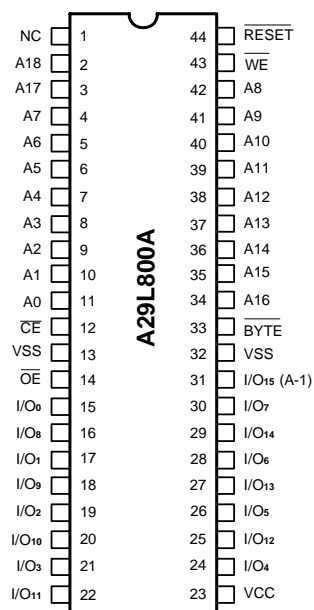 NC 1 44 RESET
A18 2 43 WE
A17 3 42 A8
A7 4 41 A9
A6 5 40 A10
A5 6 39 A11
A4 7 38 A12
A3 8 37 A13
A2 9 36 A14
A1 10 35 A15
A0 11 34 A16
CE 12 33 BYTE
VSS 13 32 VSS
OE 14 31 I/O15 (A-1)
I/O0 15 30 I/O7
I/O8 16 29 I/O14
I/O1 17 28 I/O6
I/O9 18 27 I/O13
I/O2 19 26 I/O5
I/O10 20 25 I/O12
I/O3 21 24 I/O4
I/O11 22 23 VCC
A29L800A